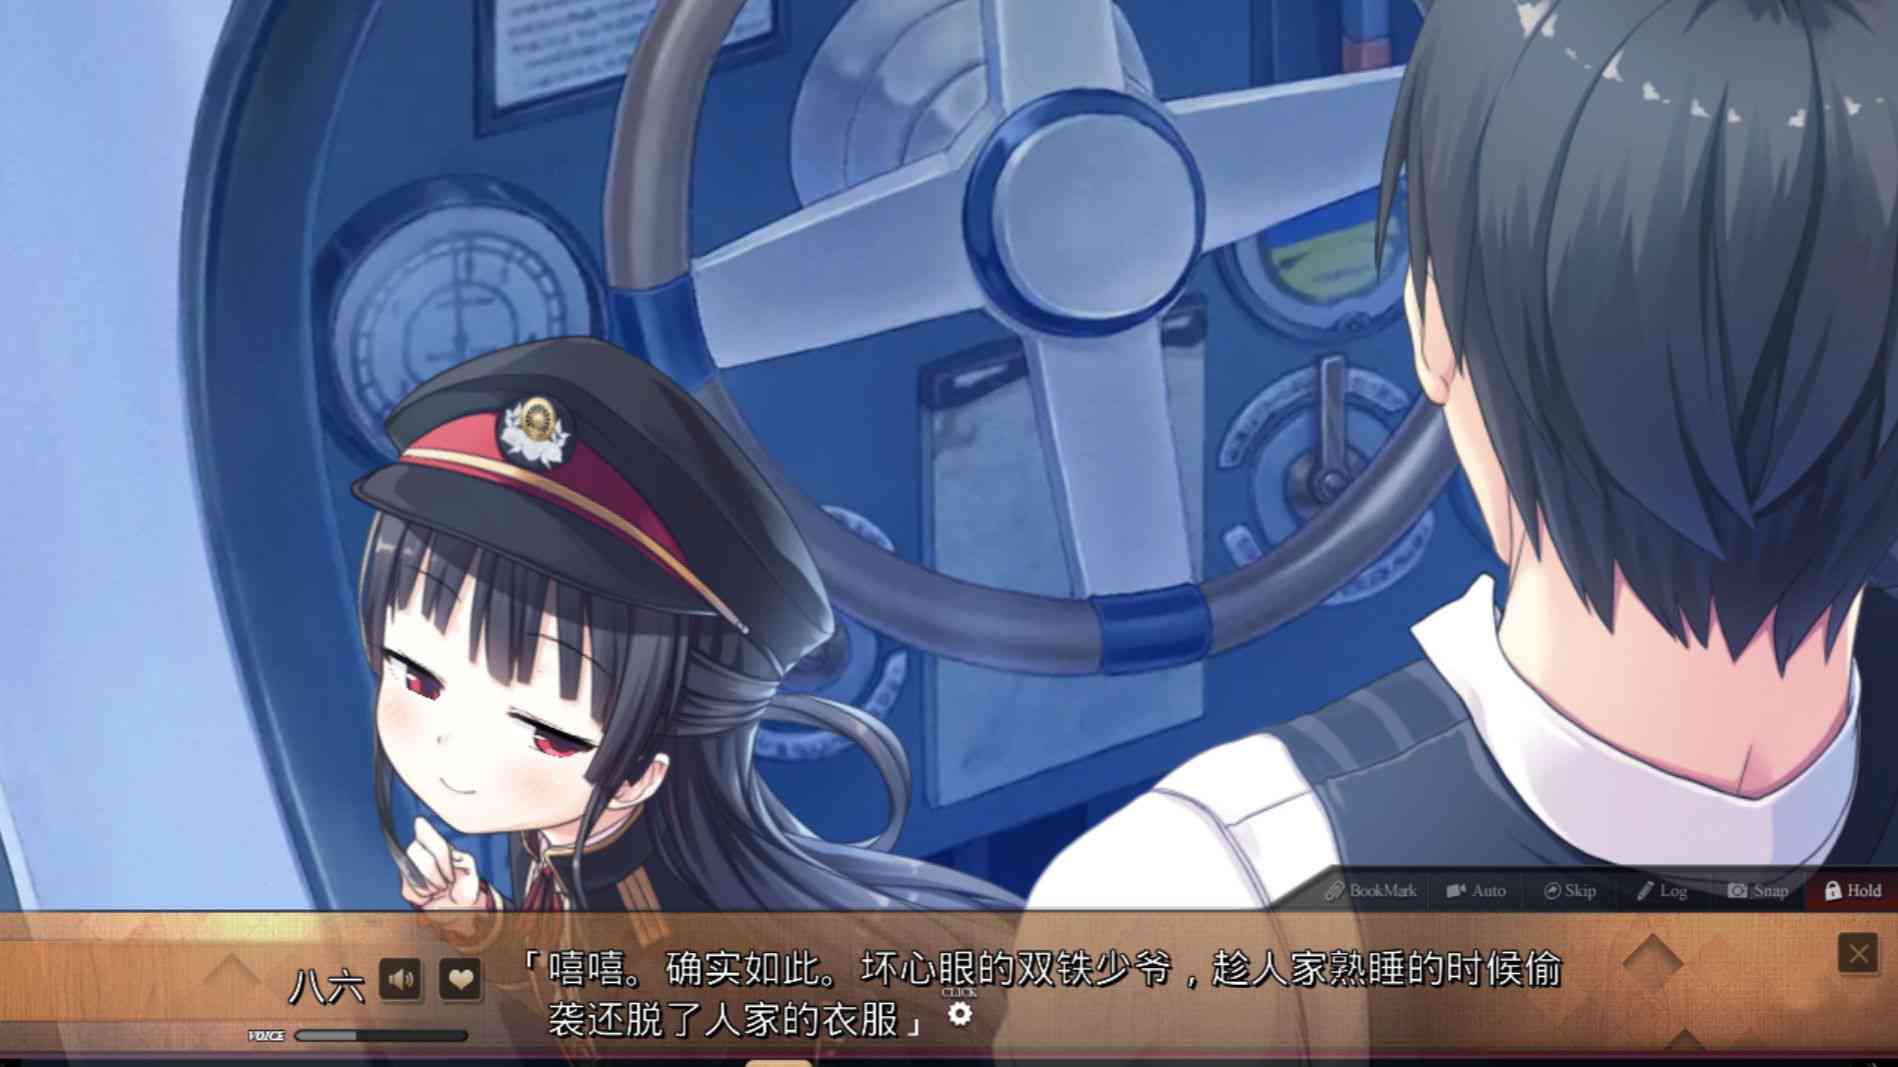 BookMark Auto Skip Log Snap Hold
八六
「嘻嘻。确实如此。坏心眼的双铁少爷，趁人家熟睡的时候偷
袭还脱了人家的衣服」
CLICK
VOICE